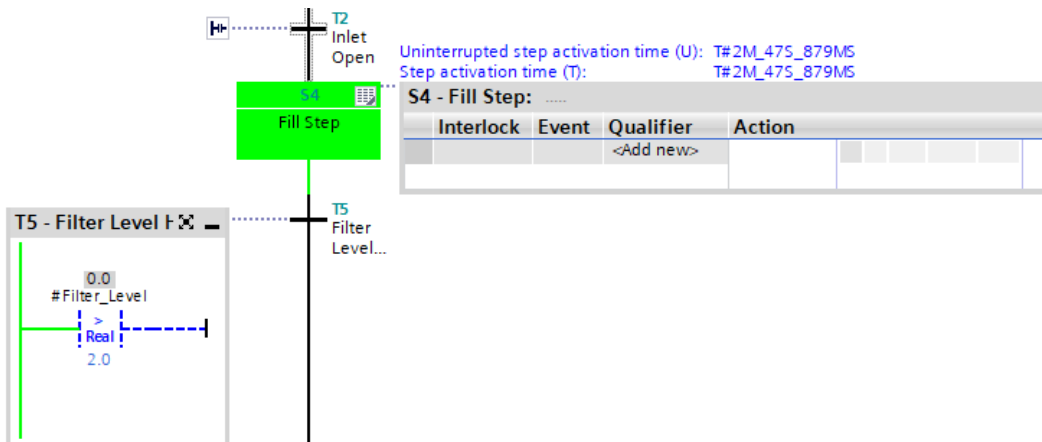 T2
Inlet
Open
Uninterrupted step activation time (U): T#2M_47S_879MS
Step activation time (T): T#2M_47S_879MS
S4
Fill Step
S4 - Fill Step: .....
Interlock Event Qualifier Action
<Add new>
T5
Filter
Level...
T5 - Filter Level
0.0
#Filter_Level
>
Real
2.0